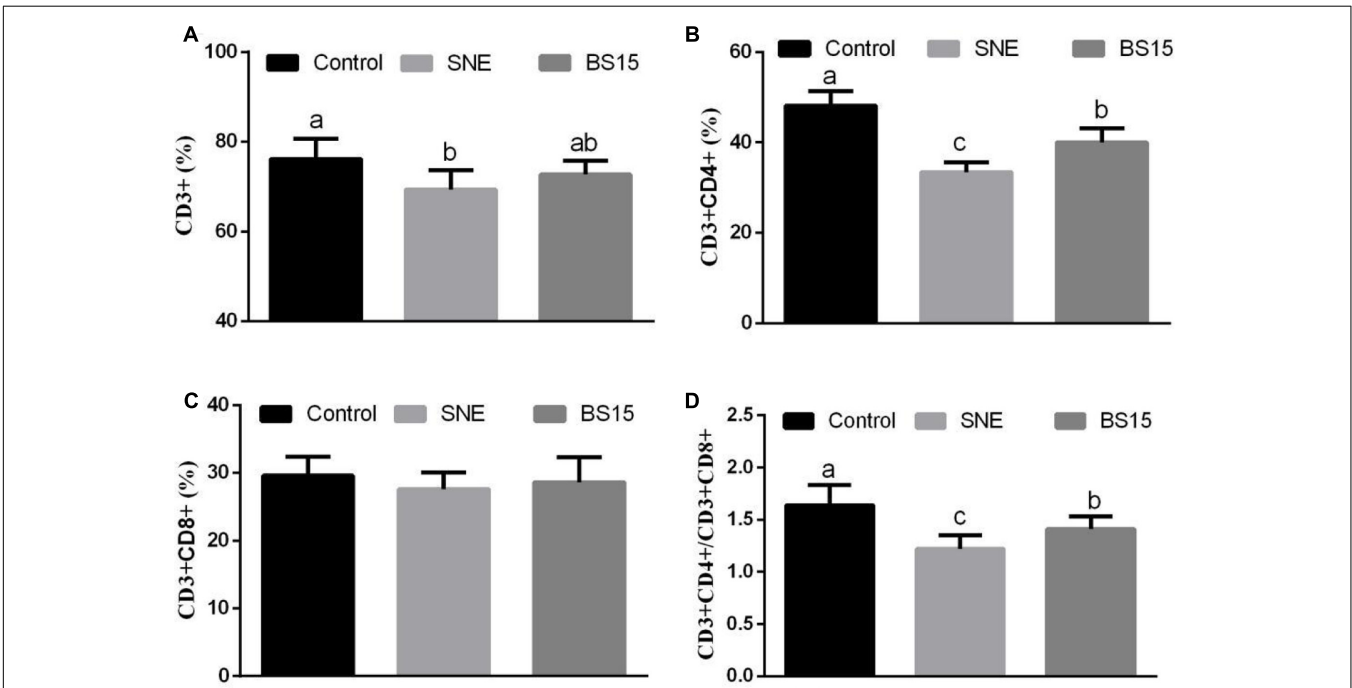 A
100
80
60
40
CD3+ (%)
Control SNE BS15
a b ab
B
60
40
20
0
CD3+CD4+ (%)
Control SNE BS15
a c b
C
40
30
20
10
0
CD3+CD8+ (%)
Control SNE BS15
D
2.5
2.0
1.5
1.0
0.5
0.0
CD3+CD4+/CD3+CD8+
Control SNE BS15
a c b